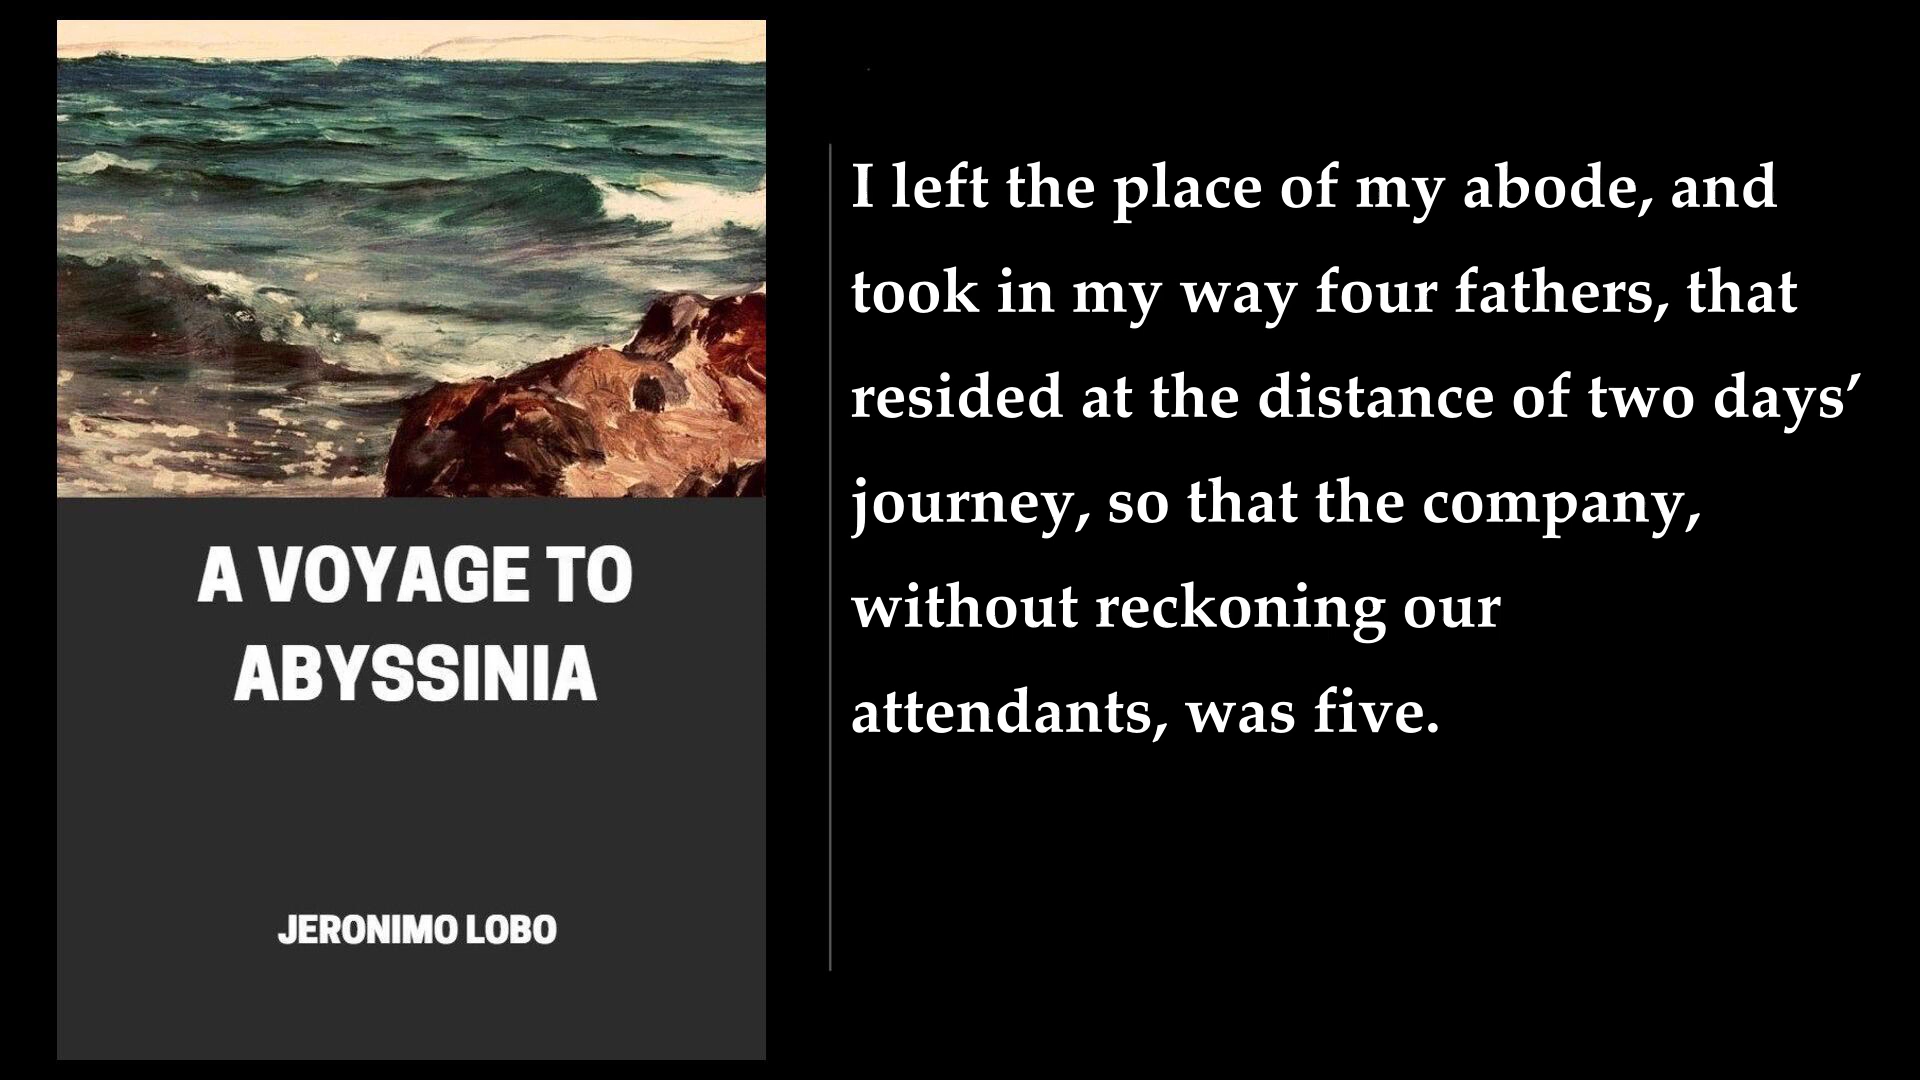 A VOYAGE TO
ABYSSINIA
JERONIMO LOBO
I left the place of my abode, and
took in my way four fathers, that
resided at the distance of two days’
journey, so that the company,
without reckoning our
attendants, was five.